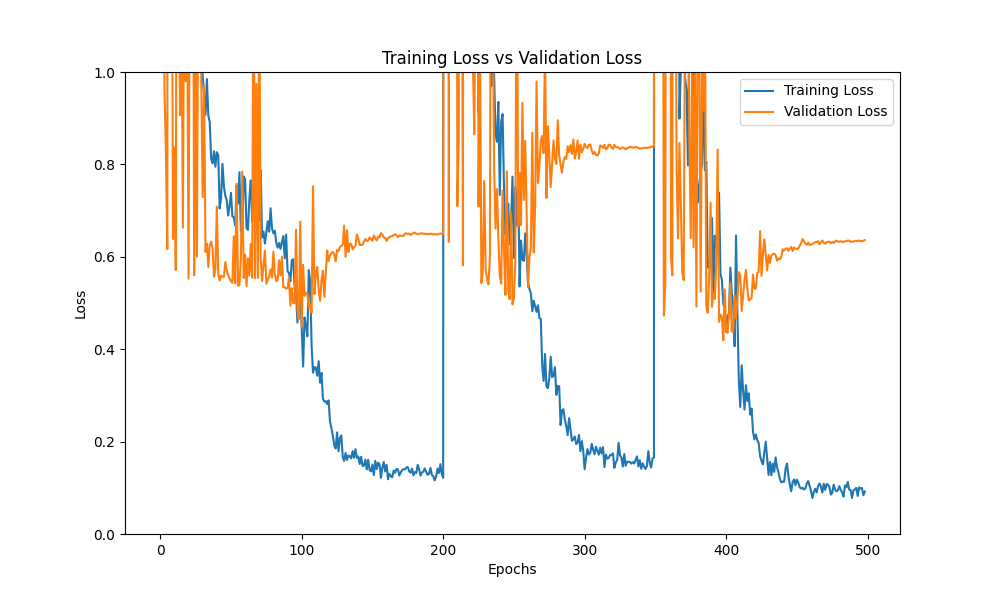 Training Loss vs Validation Loss
1.0
0.8
0.6
0.4
0.2
0.0
Loss
0 100 200 300 400 500
Epochs
Training Loss
Validation Loss